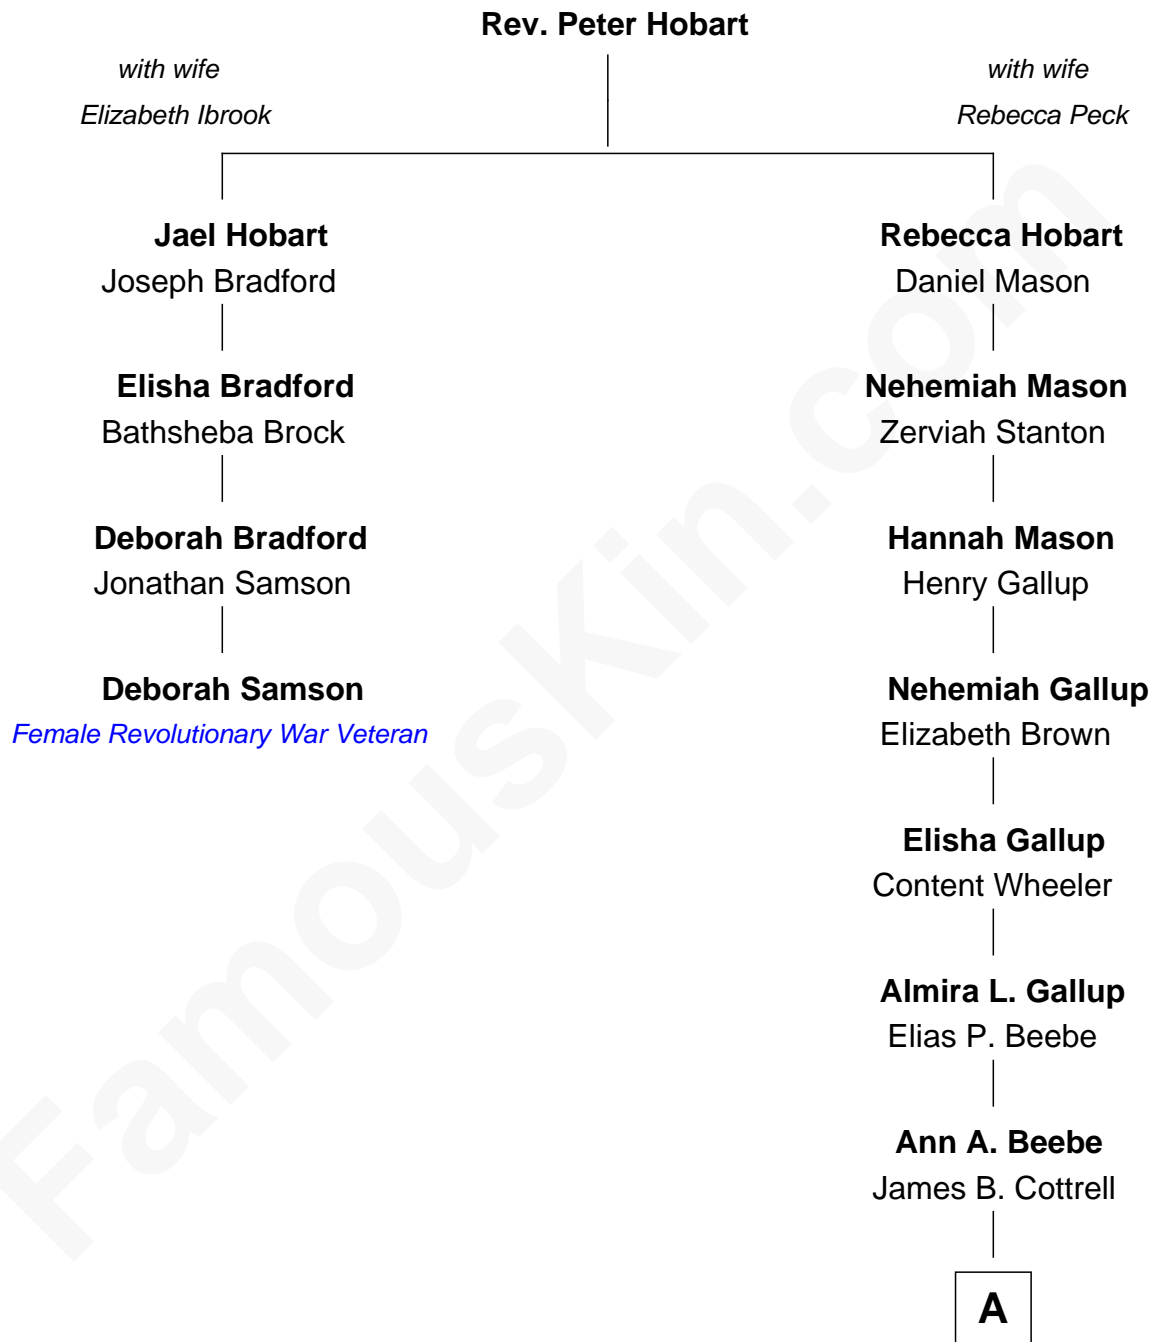 Rev. Peter Hobart
with wife
Elizabeth Ibrook
with wife
Rebecca Peck
Jael Hobart
Joseph Bradford
Elisha Bradford
Bathsheba Brock
Deborah Bradford
Jonathan Samson
Deborah Samson
Female Revolutionary War Veteran
Rebecca Hobart
Daniel Mason
Nehemiah Mason
Zerviah Stanton
Hannah Mason
Henry Gallup
Nehemiah Gallup
Elizabeth Brown
Elisha Gallup
Content Wheeler
Almira L. Gallup
Elias P. Beebe
Ann A. Beebe
James B. Cottrell
A
FamousKin.com